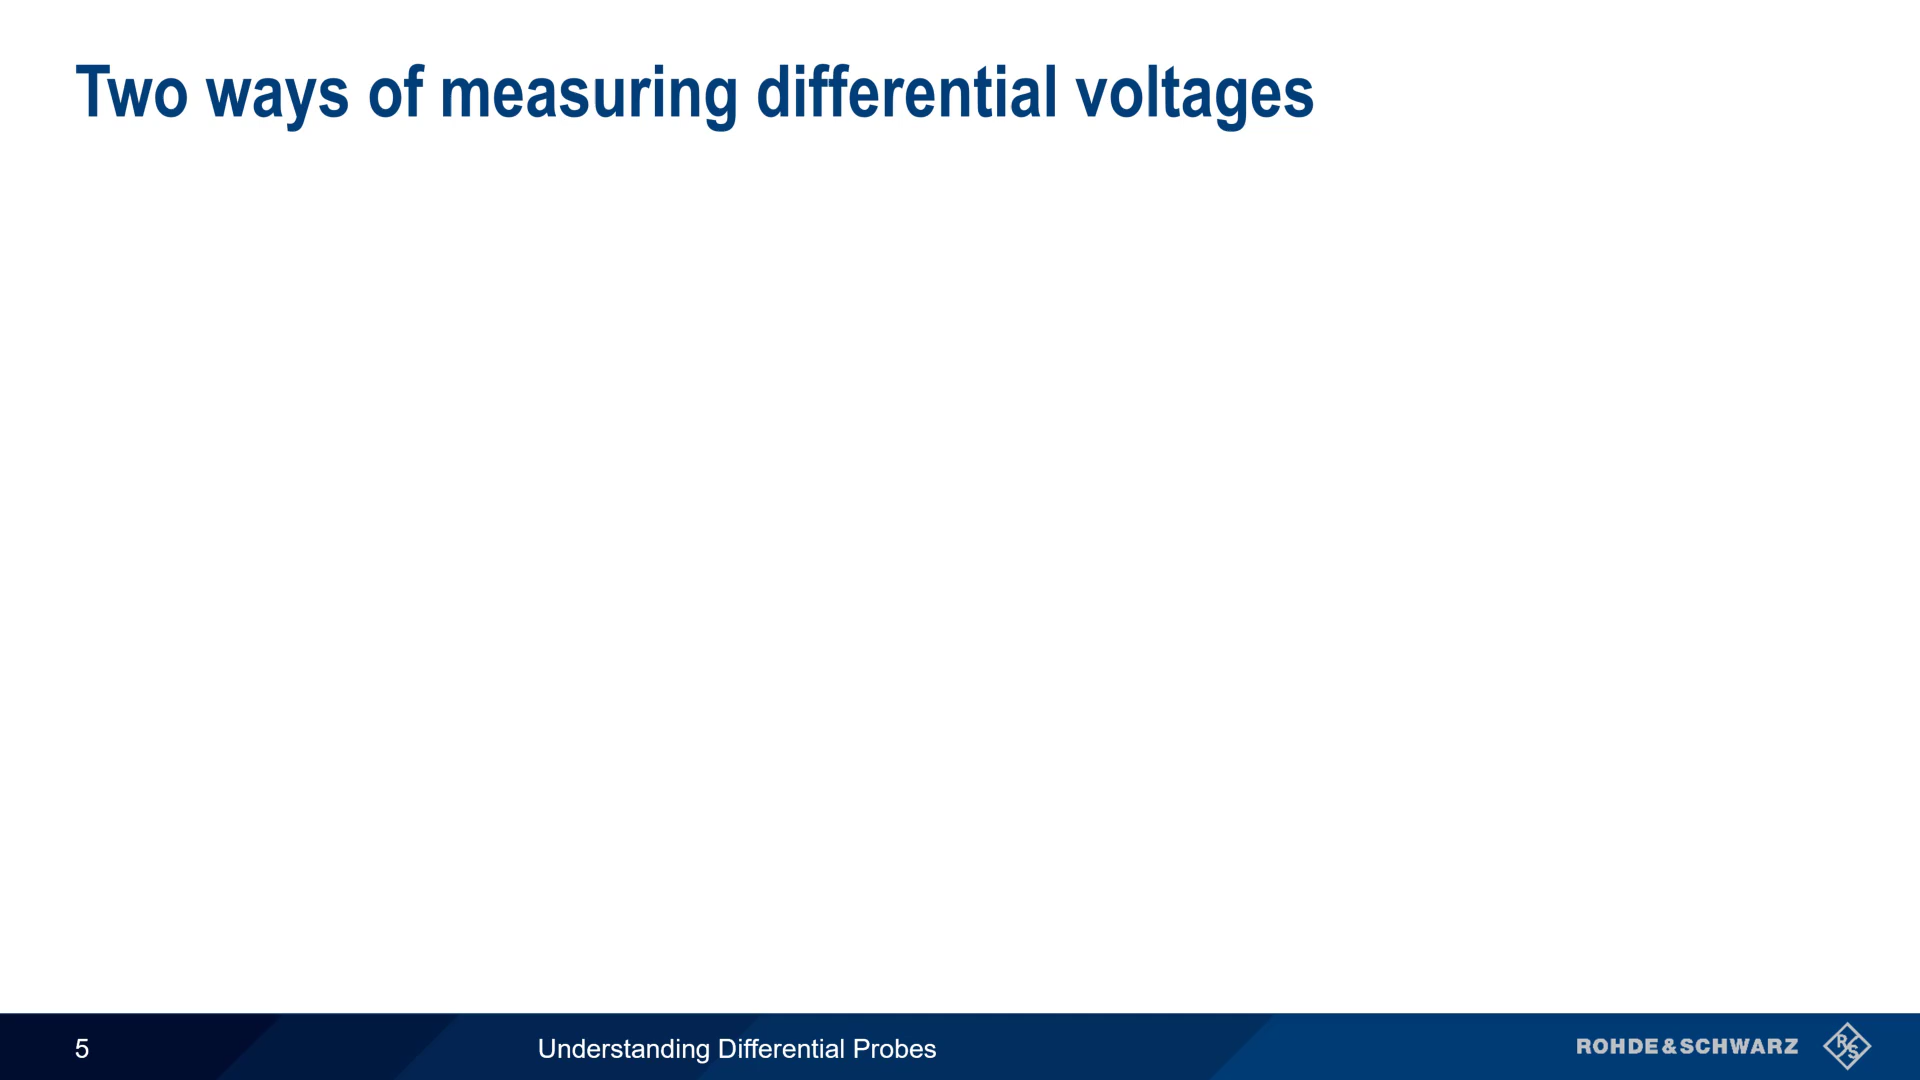 Two ways of measuring differential voltages
5
Understanding Differential Probes
ROHDE&SCHWARZ
R&S